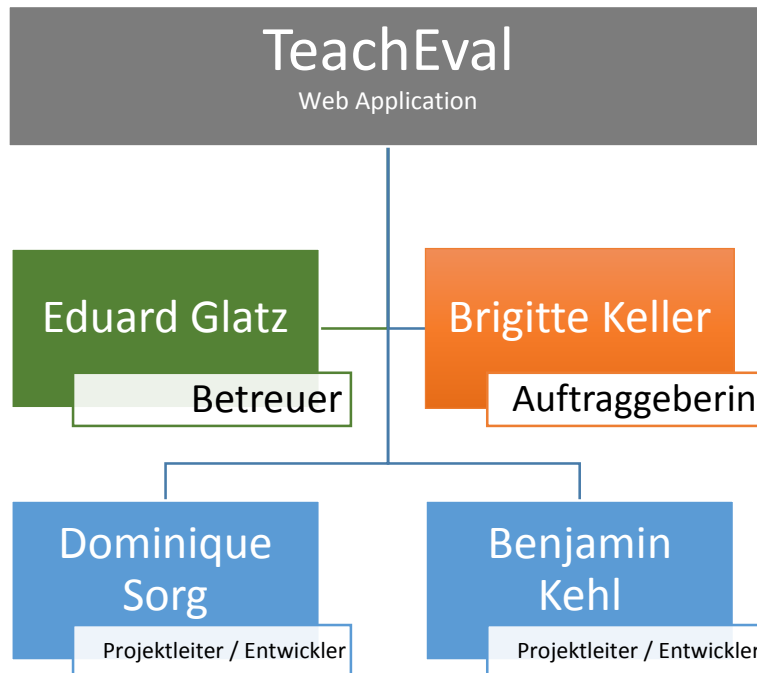 TeachEval
Web Application
Eduard Glatz
Betreuer
Brigitte Keller
Auftraggeberin
Dominique
Sorg
Projektleiter / Entwickler
Benjamin
Kehl
Projektleiter / Entwickler